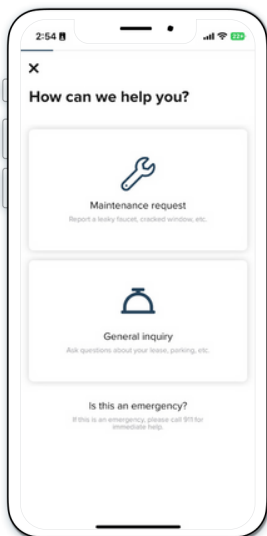 2:54
How can we help you?
Maintenance request
Report a leaky faucet, cracked window, etc.
General inquiry
Ask questions about your lease, parking, etc.
Is this an emergency?
If this is an emergency, please call 911 for
immediate help.